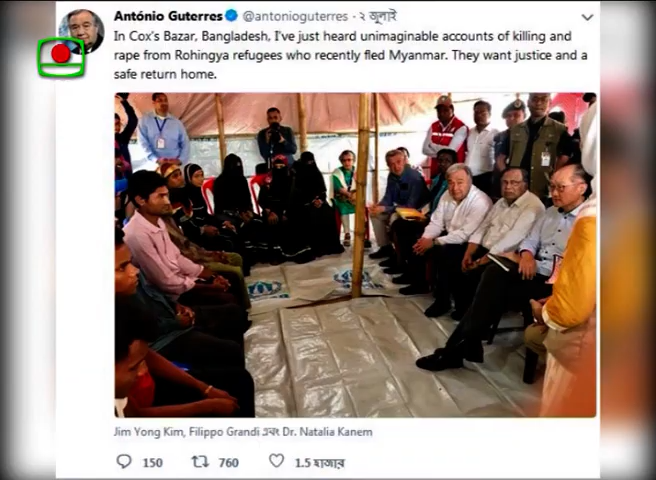 António Guterres @antonioguterres · ২ জুলাই
In Cox's Bazar, Bangladesh, I've just heard unimaginable accounts of killing and
rape from Rohingya refugees who recently fled Myanmar. They want justice and a
safe return home.
Jim Yong Kim, Filippo Grandi এবং Dr. Natalia Kanem
150 760 1.5 হাজার